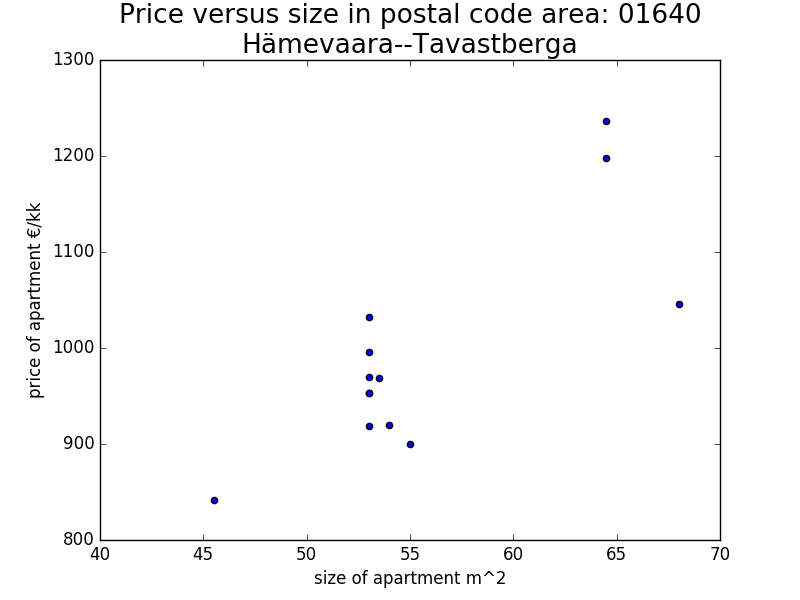 Price versus size in postal code area: 01640
Hämevaara--Tavastberga
1300
1200
1100
1000
900
800
price of apartment €/kk
40 45 50 55 60 65 70
size of apartment m^2